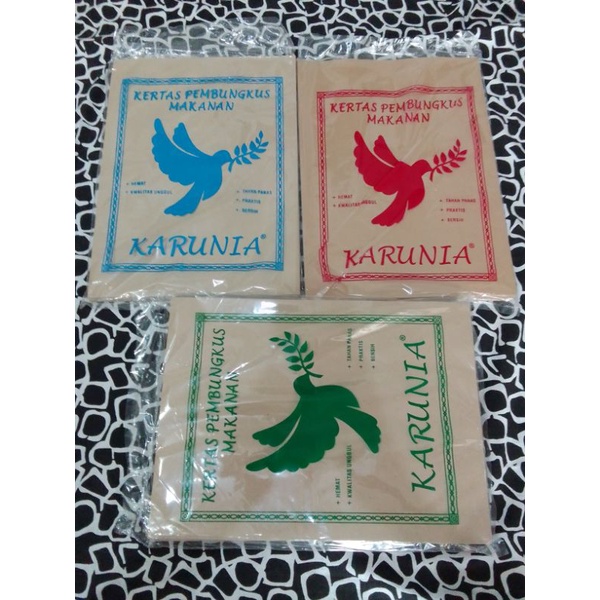 KERTAS PEMBUNGKUS
MAKANAN
+ HEMAT
+ KWALITAS UNGGUL
+ TAHAN PANAS
+ PRAKTIS
+ BERSIH
KARUNIA®
KERTAS PEMBUNGKUS
MAKANAN
+ HEMAT
+ KWALITAS UNGGUL
+ TAHAN PANAS
+ PRAKTIS
+ BERSIH
KARUNIA®
KERTAS PEMBUNGKUS
MAKANAN
+ HEMAT
+ KWALITAS UNGGUL
+ TAHAN PANAS
+ PRAKTIS
+ BERSIH
KARUNIA®